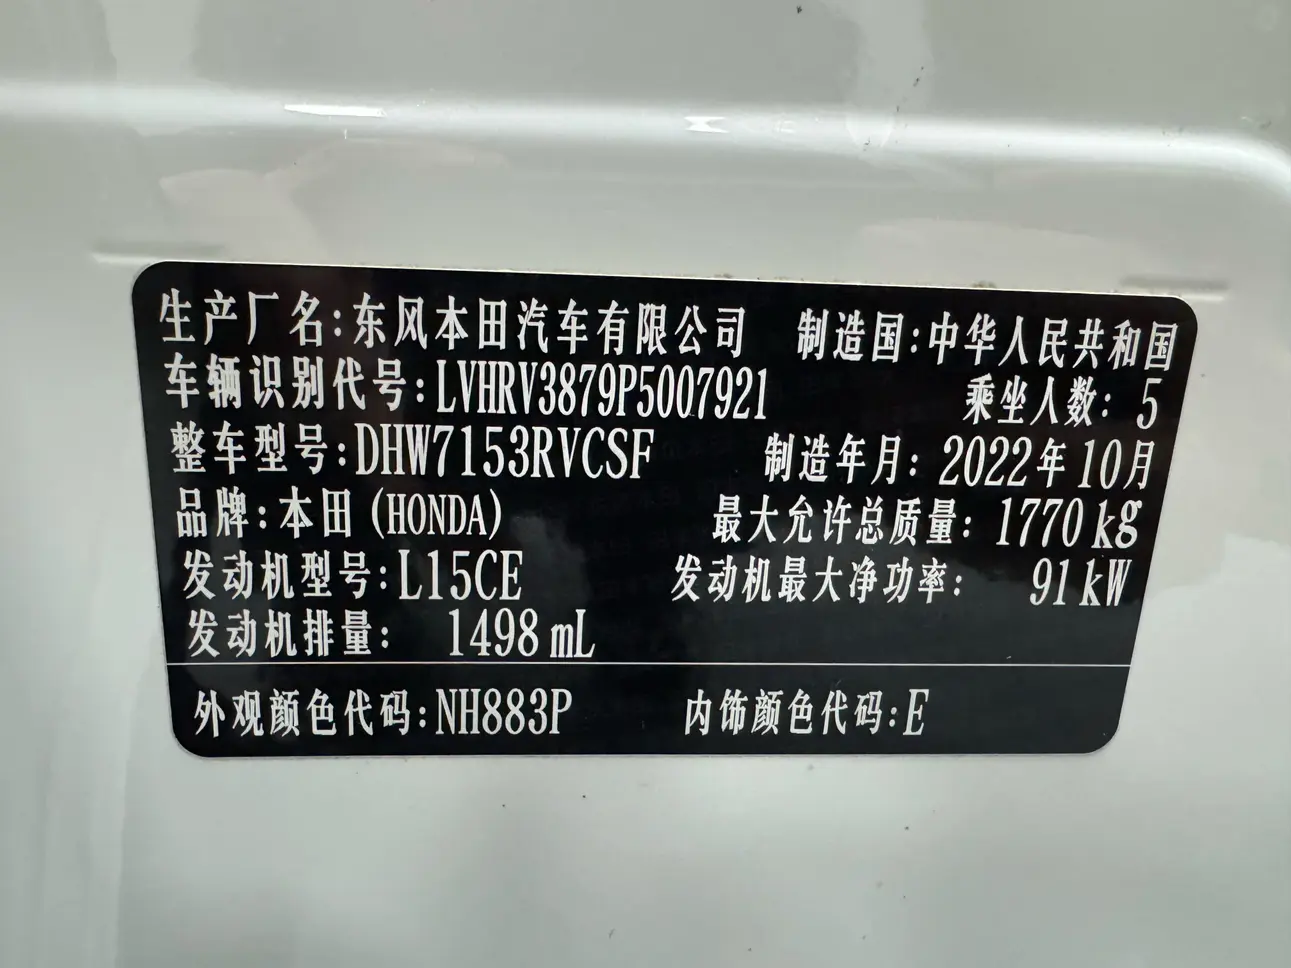 生产厂名:东风本田汽车有限公司 制造国:中华人民共和国
车辆识别代号:LVHRV3879P5007921 乘坐人数: 5
整车型号:DHW7153RVCSF 制造年月: 2022年10月
品牌:本田(HONDA) 最大允许总质量: 1770kg
发动机型号:L15CE 发动机最大净功率: 91kW
发动机排量: 1498mL
外观颜色代码:NH883P 内饰颜色代码:E